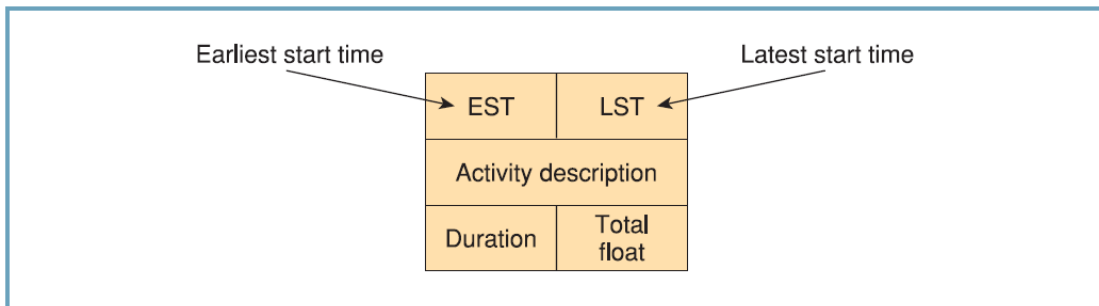 Earliest start time
Latest start time
EST
LST
Activity description
Duration
Total
float